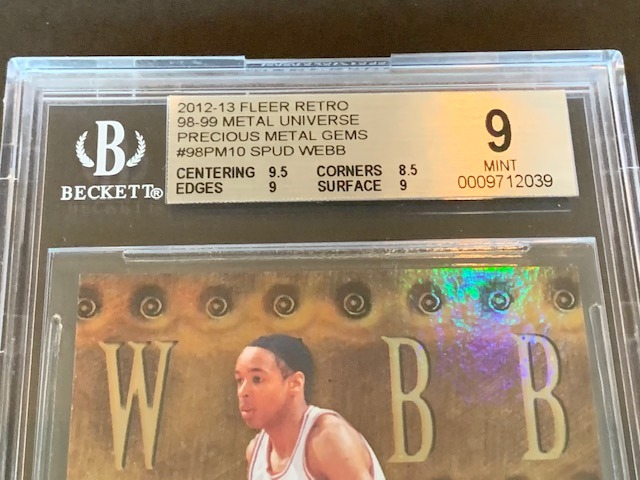 2012-13 FLEER RETRO
98-99 METAL UNIVERSE
PRECIOUS METAL GEMS
#98PM10 SPUD WEBB
CENTERING 9.5 CORNERS 8.5
EDGES 9 SURFACE 9
9
MINT
0009712039
B
BECKETT®
W B B